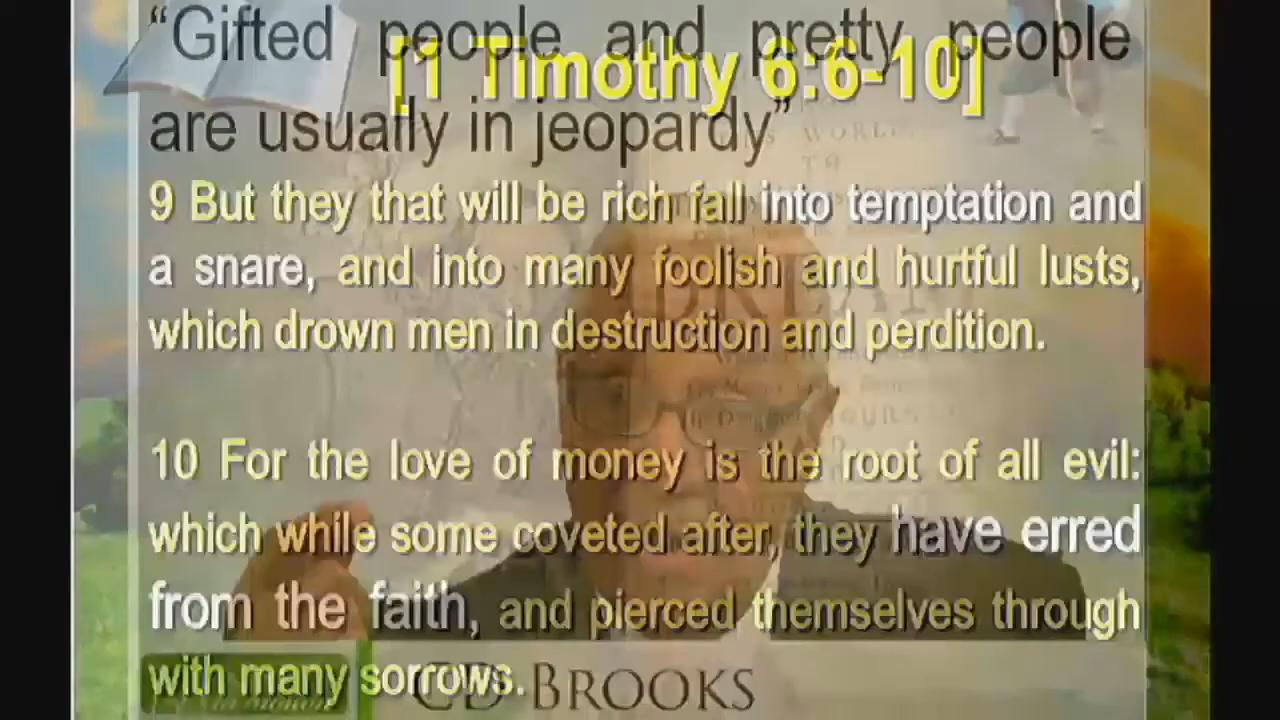 “Gifted people and pretty people
[1 Timothy 6:6-10]
are usually in jeopardy”
WORLD
TO
9 But they that will be rich fall into temptation and
a snare, and into many foolish and hurtful lusts,
which drown men in destruction and perdition.
10 For the love of money is the root of all evil:
which while some coveted after, they have erred
from the faith, and pierced themselves through
with many sorrows.
CD BROOKS